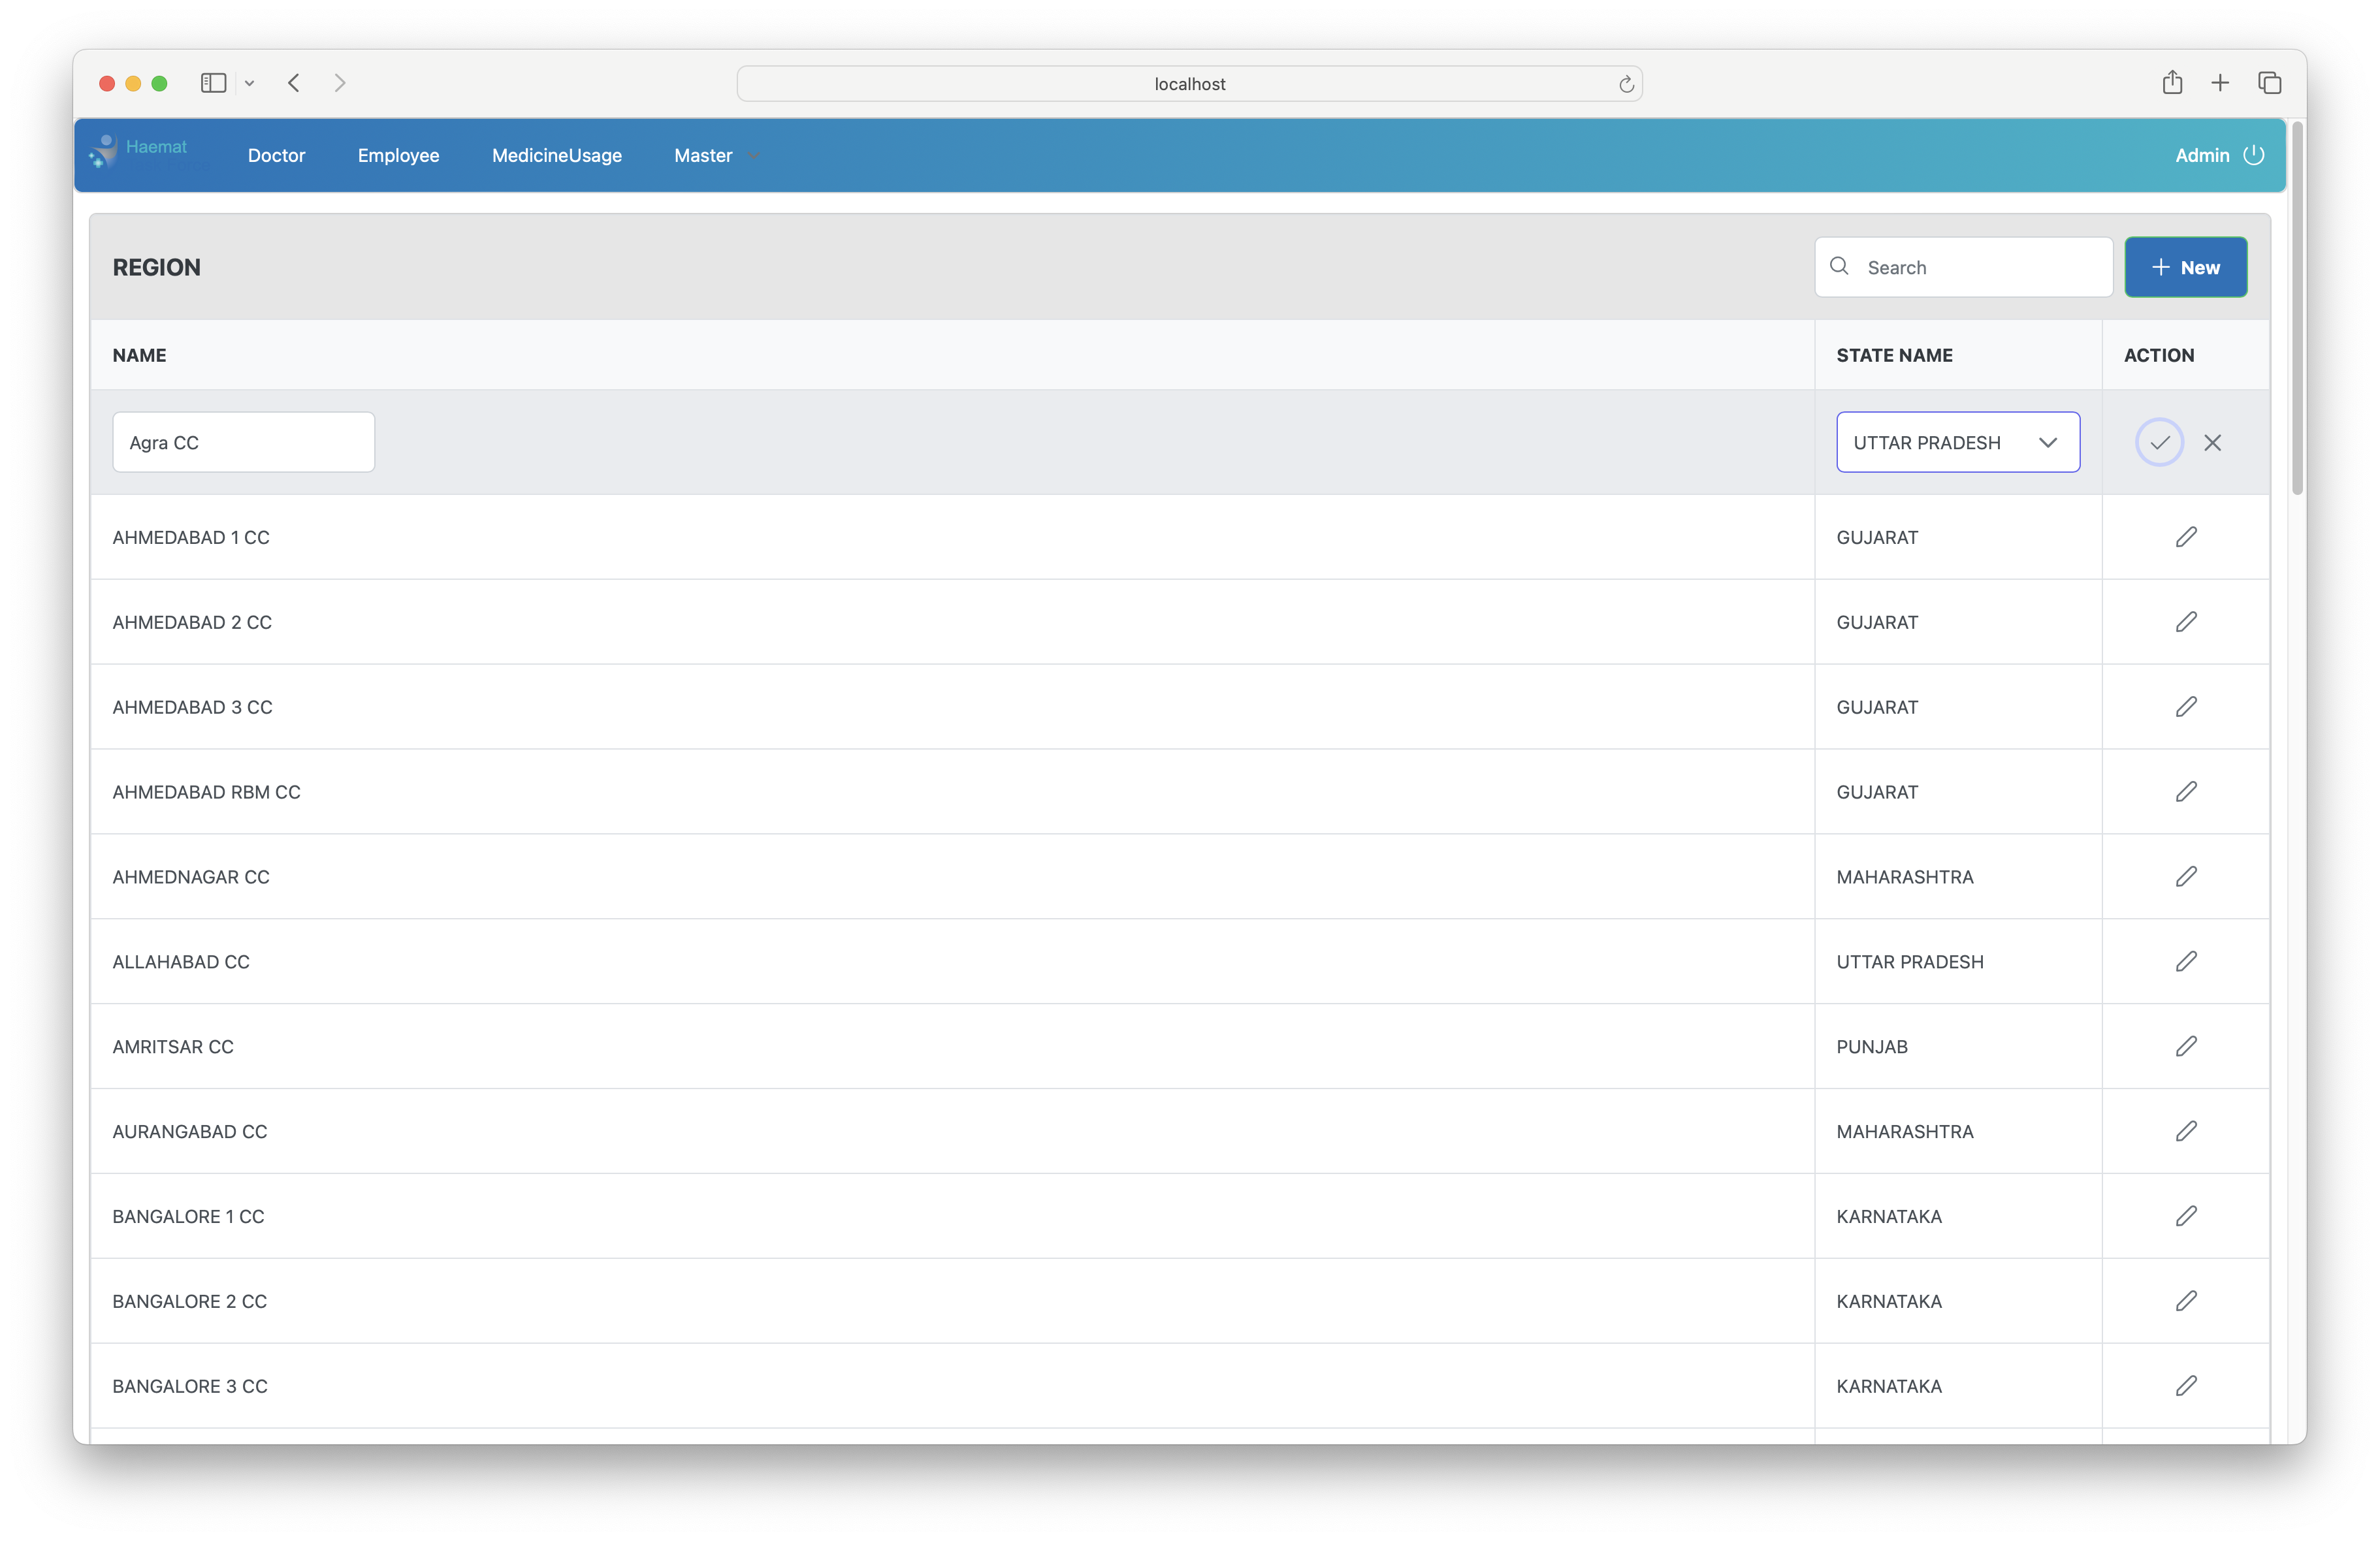 localhost
Haemat
Doctor Employee MedicineUsage Master Admin
REGION Search New
NAME STATE NAME ACTION
Agra CC UTTAR PRADESH
AHMEDABAD 1 CC GUJARAT
AHMEDABAD 2 CC GUJARAT
AHMEDABAD 3 CC GUJARAT
AHMEDABAD RBM CC GUJARAT
AHMEDNAGAR CC MAHARASHTRA
ALLAHABAD CC UTTAR PRADESH
AMRITSAR CC PUNJAB
AURANGABAD CC MAHARASHTRA
BANGALORE 1 CC KARNATAKA
BANGALORE 2 CC KARNATAKA
BANGALORE 3 CC KARNATAKA